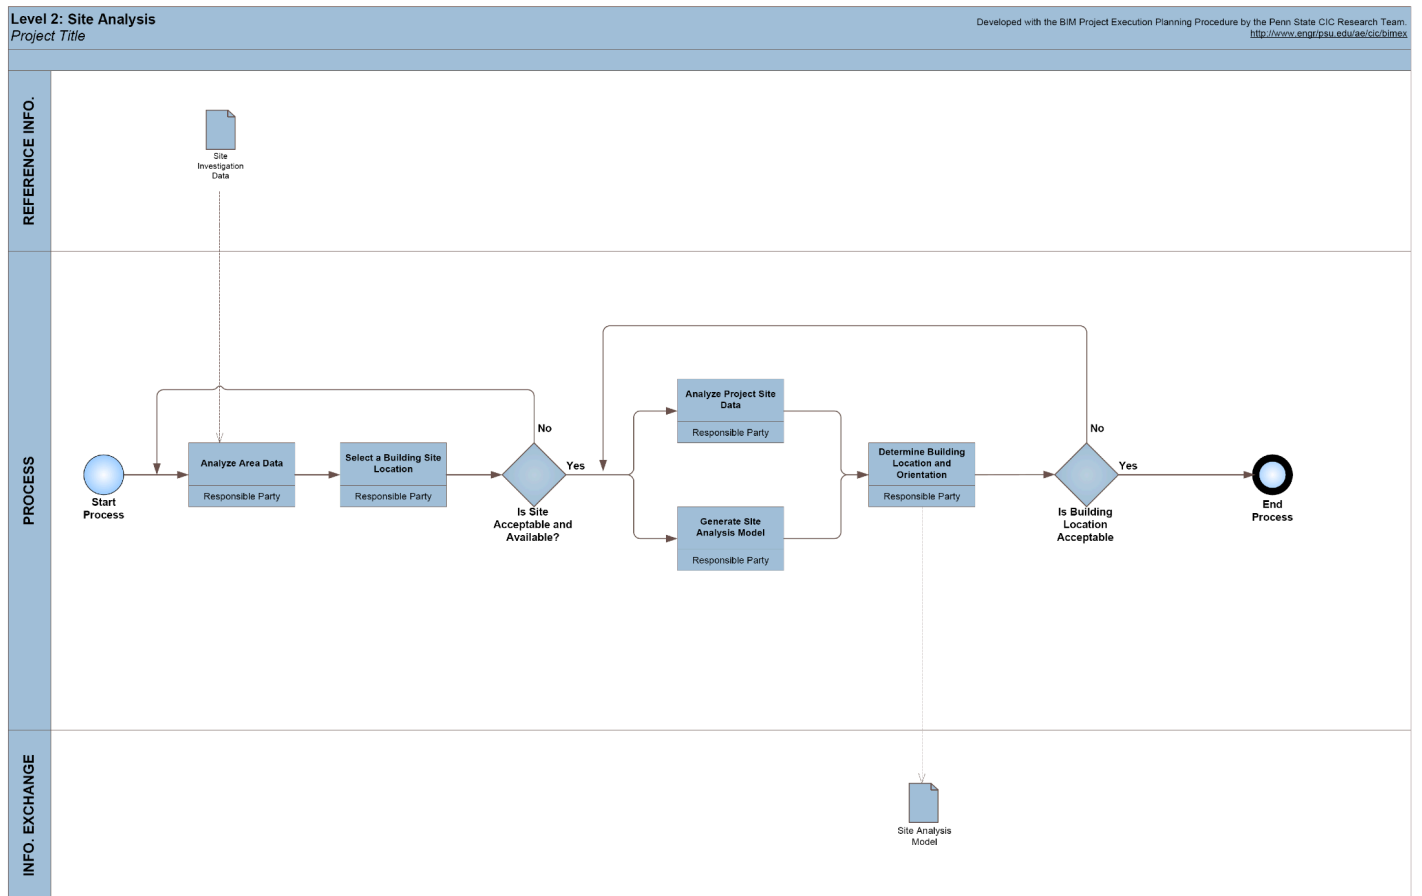 Level 2: Site Analysis
Project Title
Developed with the BIM Project Execution Planning Procedure by the Penn State CIC Research Team.
http://www.engr/psu.edu/ae/cic/bimex
REFERENCE INFO.
Site
Investigation
Data
PROCESS
Start
Process
Analyze Area Data
Responsible Party
Select a Building Site
Location
Responsible Party
No
Yes
Is Site
Acceptable and
Available?
Analyze Project Site
Data
Responsible Party
Generate Site
Analysis Model
Responsible Party
Determine Building
Location and
Orientation
Responsible Party
No
Yes
Is Building
Location
Acceptable
End
Process
INFO. EXCHANGE
Site Analysis
Model